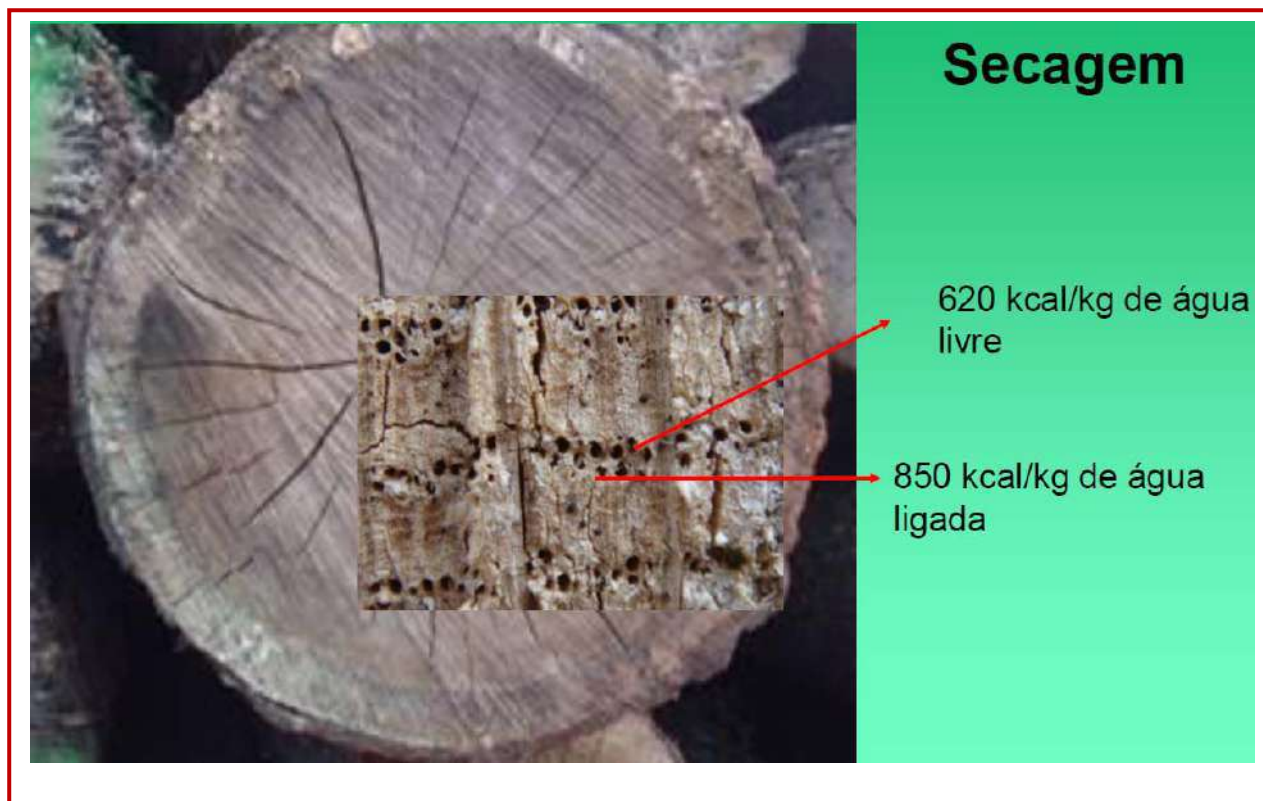 Secagem
620 kcal/kg de água
livre
850 kcal/kg de água
ligada